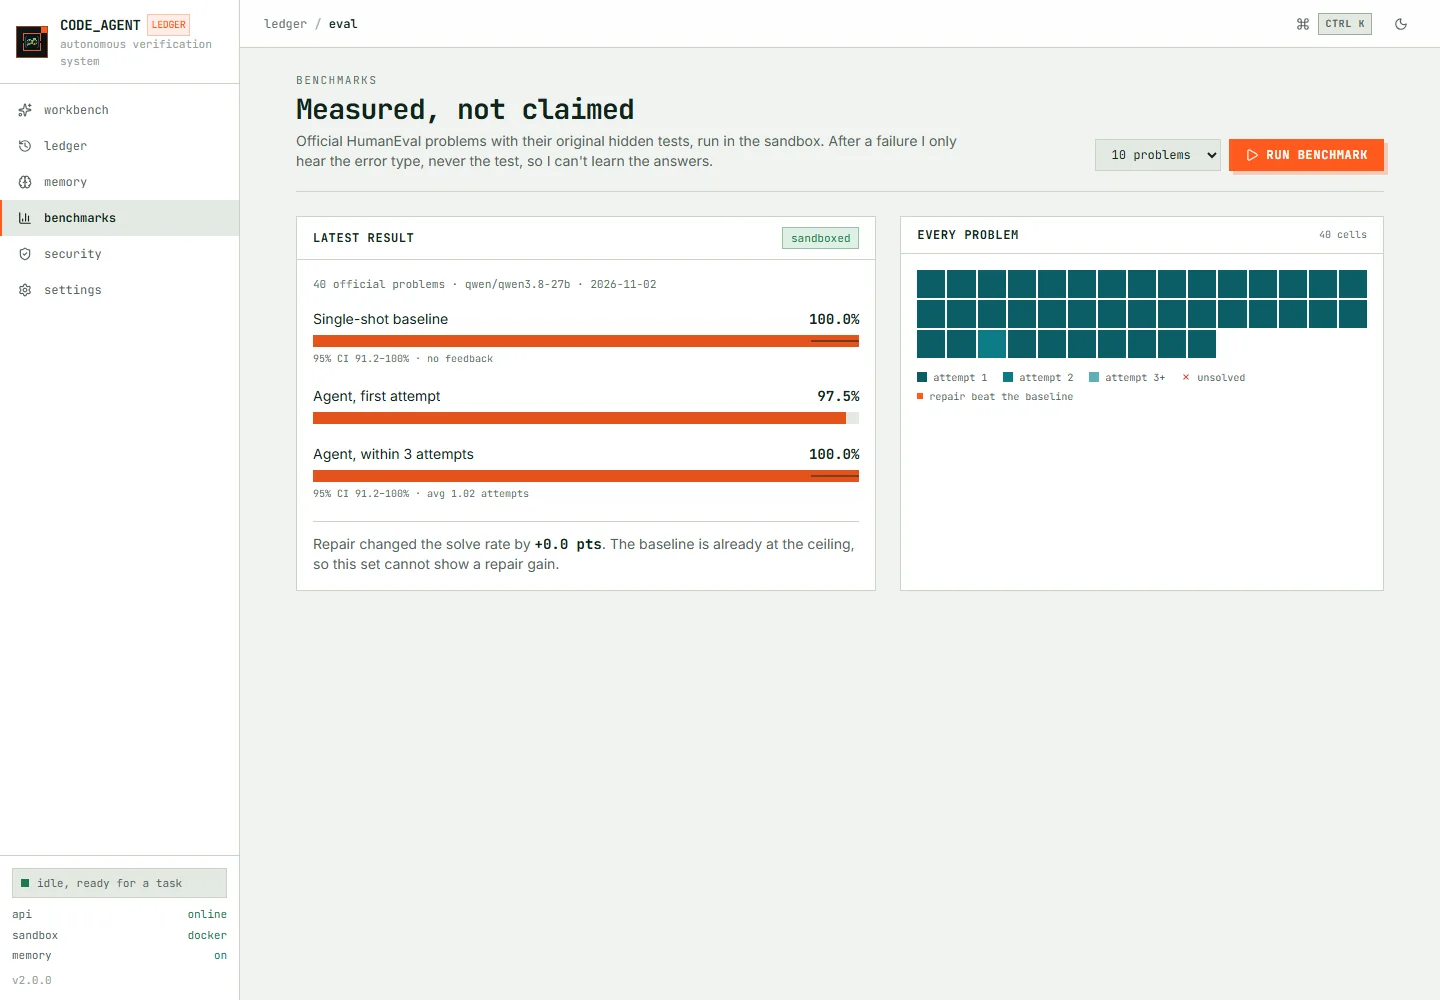 CODE_AGENT LEDGER
autonomous verification
system
workbench
ledger
memory
benchmarks
security
settings
idle, ready for a task
api online
sandbox docker
memory on
v2.0.0
ledger / eval
⌘ CTRL K
BENCHMARKS
Measured, not claimed
Official HumanEval problems with their original hidden tests, run in the sandbox. After a failure I only
hear the error type, never the test, so I can't learn the answers.
10 problems
RUN BENCHMARK
LATEST RESULT
sandboxed
40 official problems · qwen/qwen3.8-27b · 2026-11-02
Single-shot baseline 100.0%
95% CI 91.2–100% · no feedback
Agent, first attempt 97.5%
Agent, within 3 attempts 100.0%
95% CI 91.2–100% · avg 1.02 attempts
Repair changed the solve rate by +0.0 pts. The baseline is already at the ceiling,
so this set cannot show a repair gain.
EVERY PROBLEM
40 cells
attempt 1 attempt 2 attempt 3+ × unsolved
repair beat the baseline